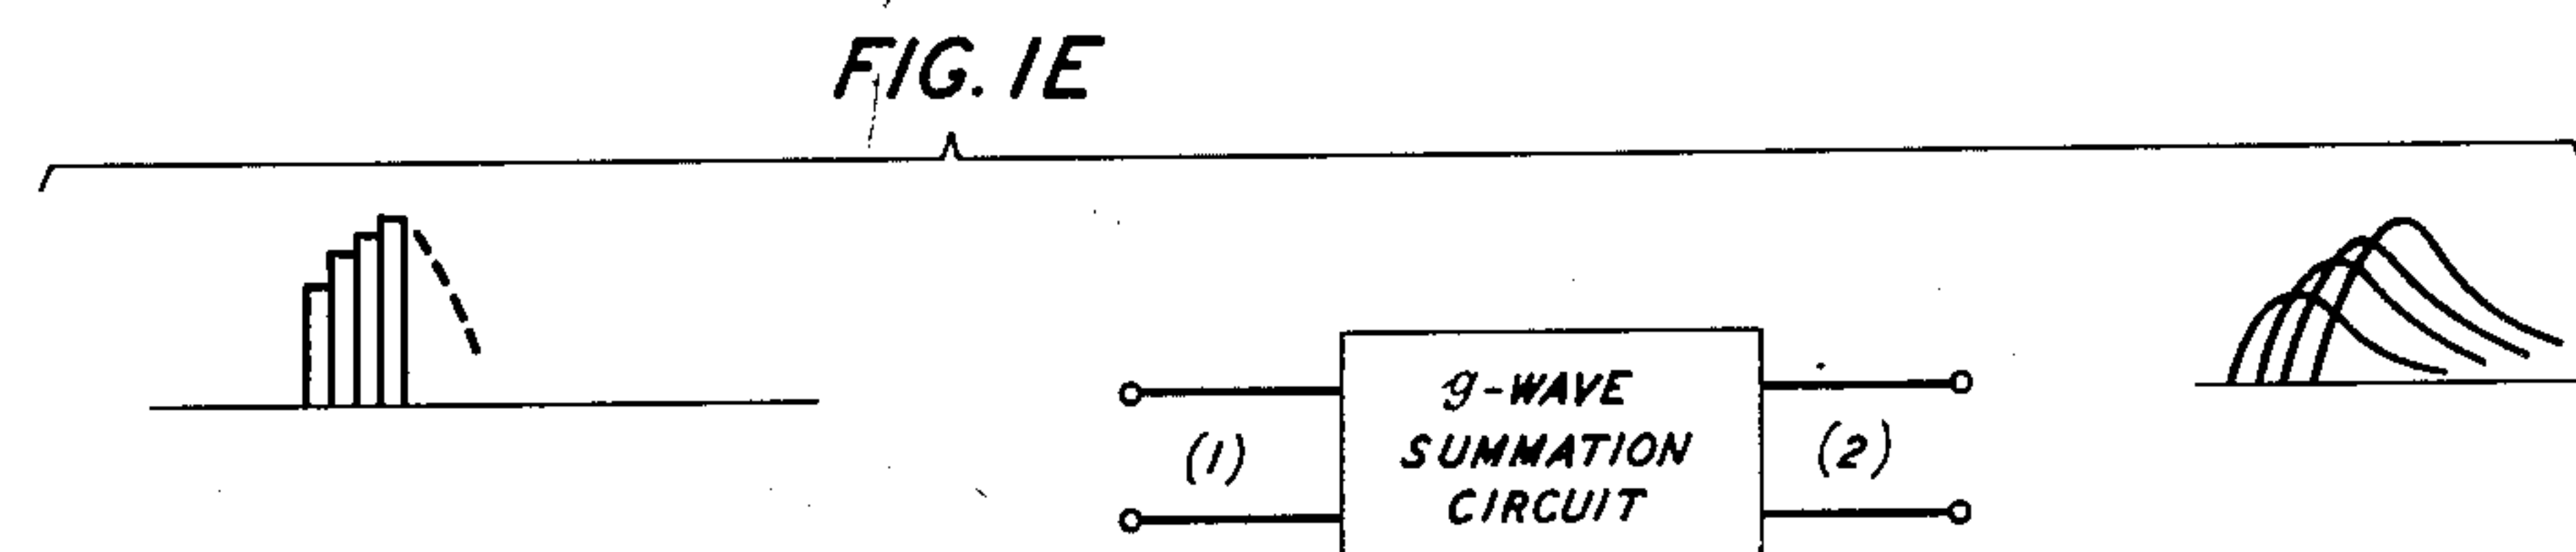 FIG. 1E
g-WAVE
SUMMATION
CIRCUIT
(1)
(2)